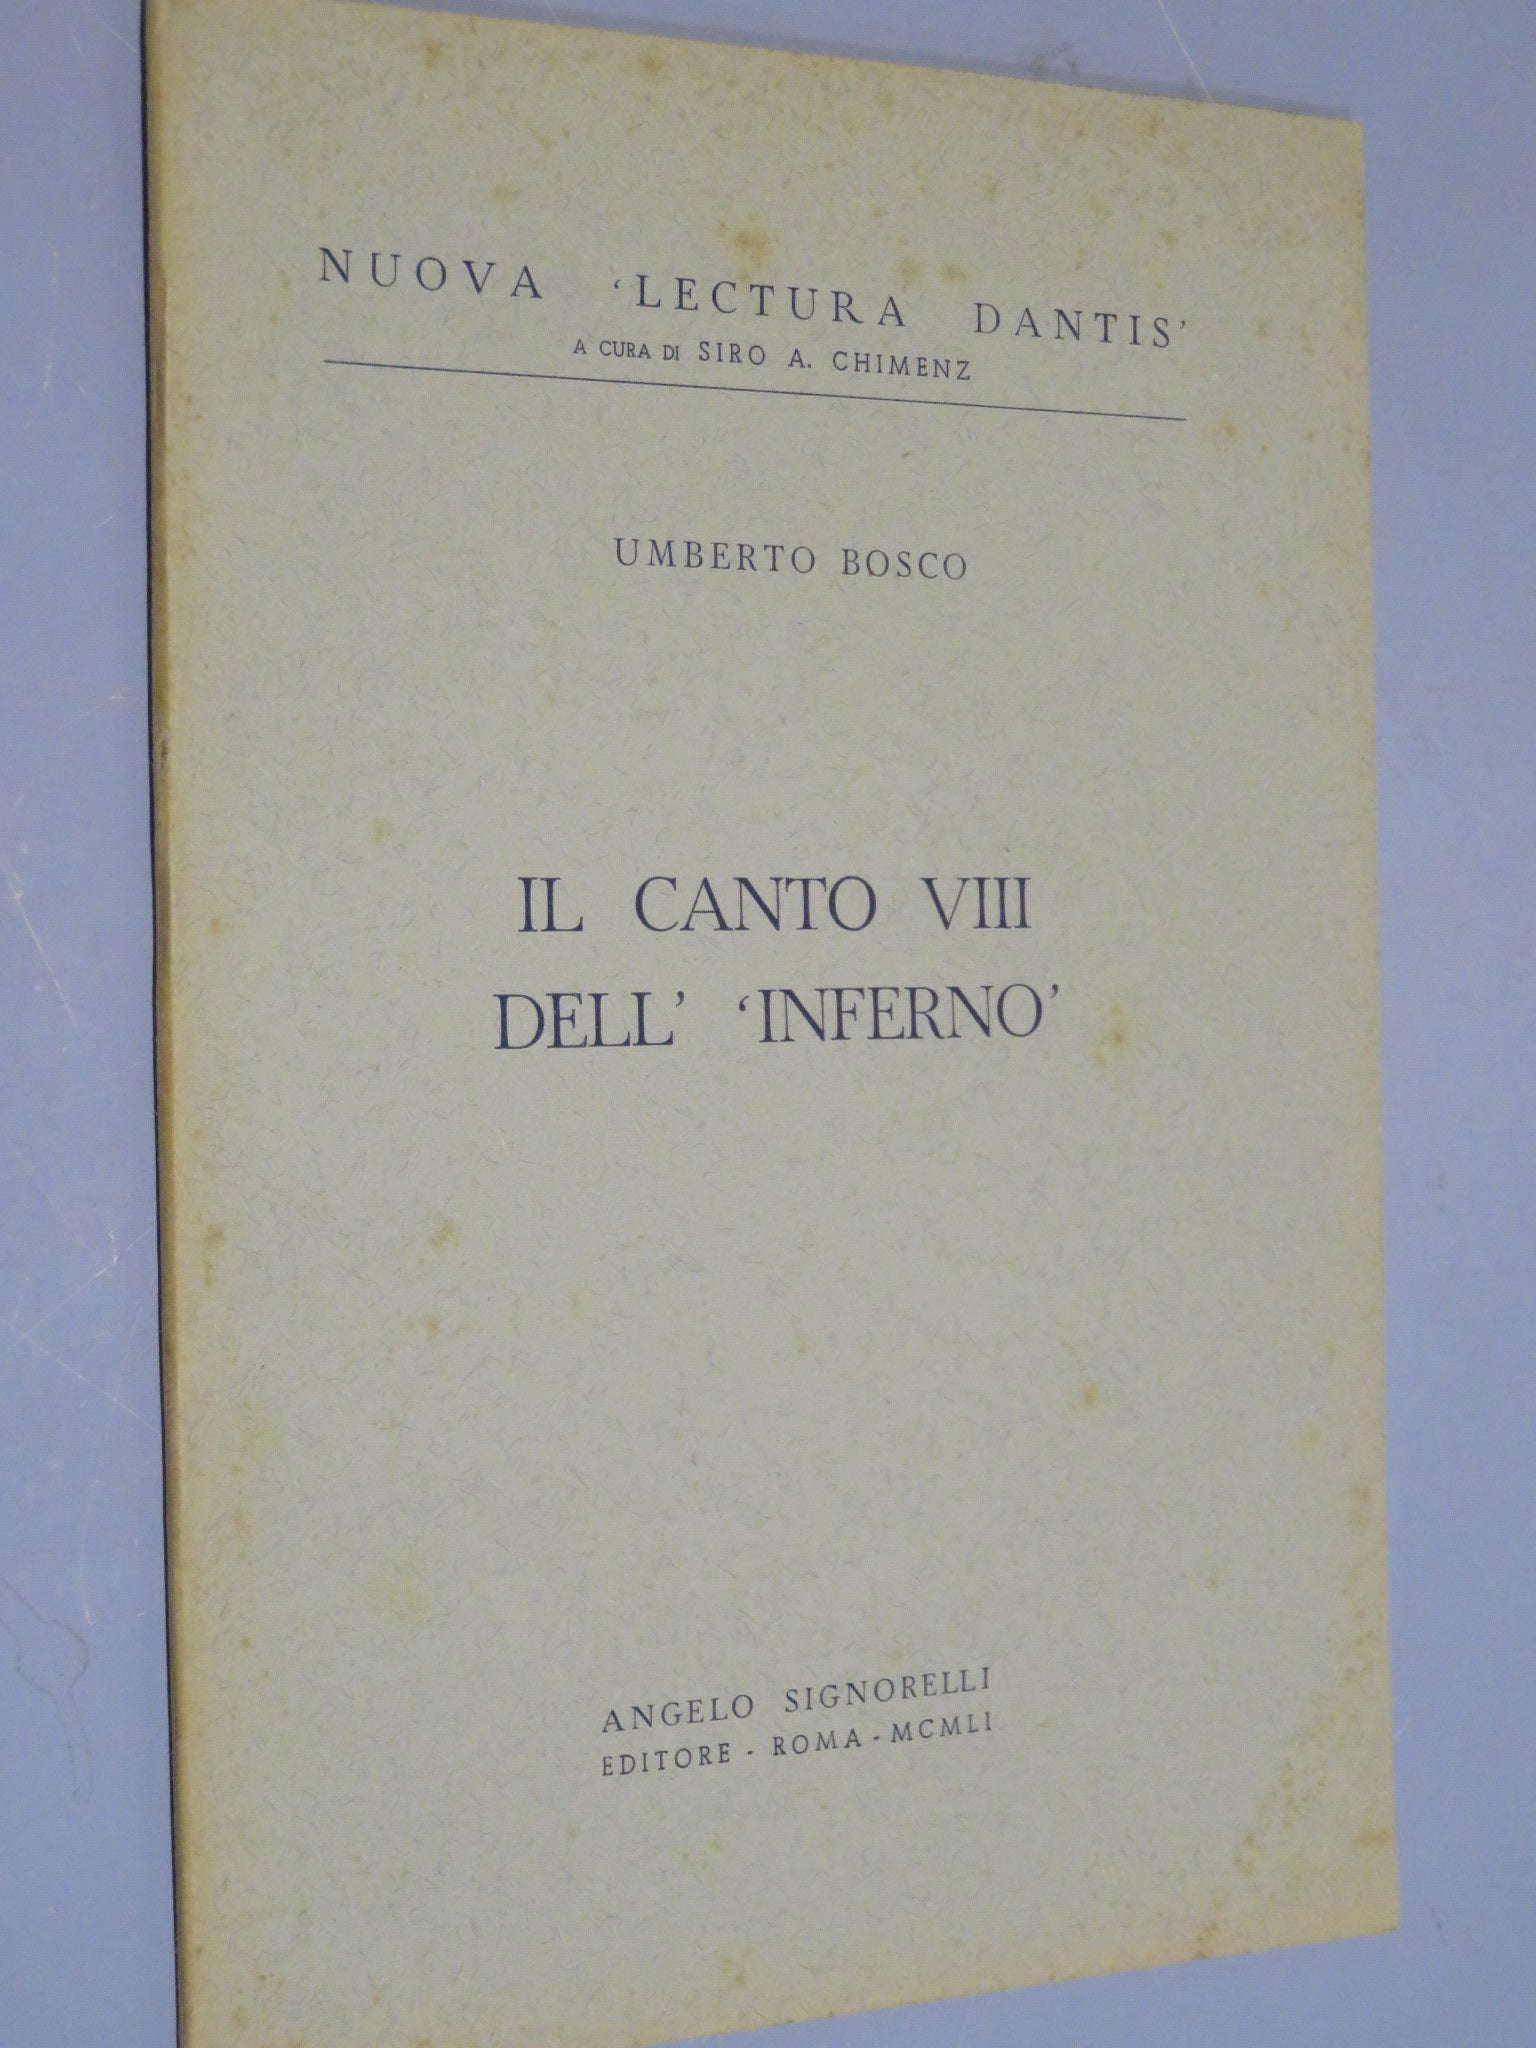 NUOVA ‘LECTURA DANTIS’
A CURA DI SIRO A. CHIMENZ
UMBERTO BOSCO
IL CANTO VIII
DELL’ ‘INFERNO’
ANGELO SIGNORELLI
EDITORE - ROMA - MCMLI